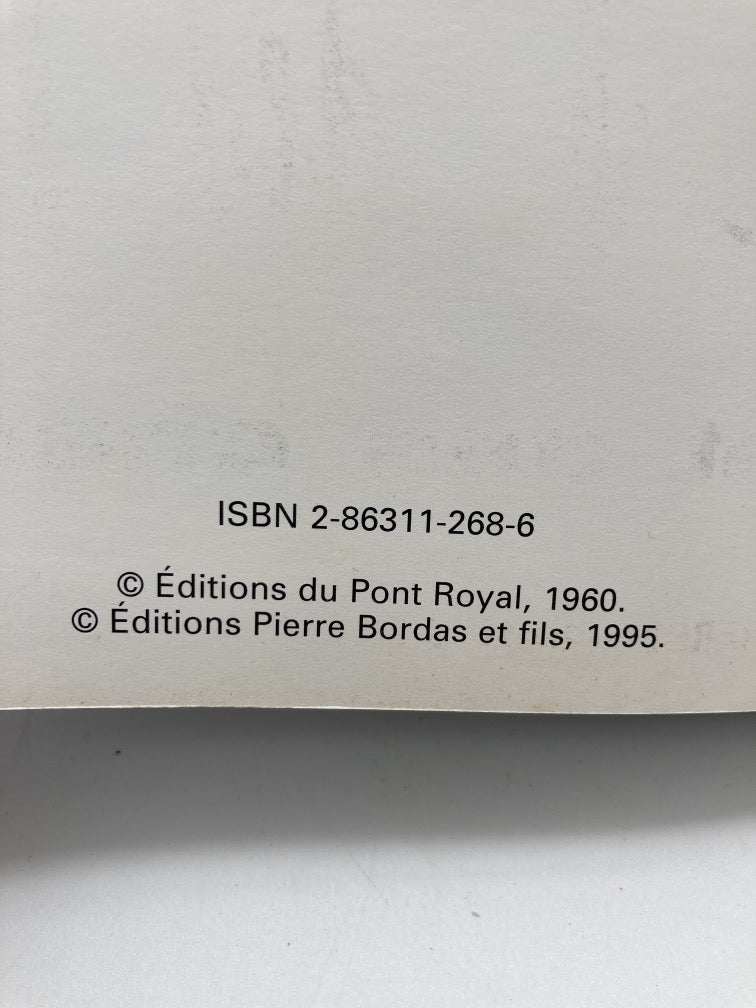 ISBN 2-86311-268-6
© Éditions du Pont Royal, 1960.
© Éditions Pierre Bordas et fils, 1995.